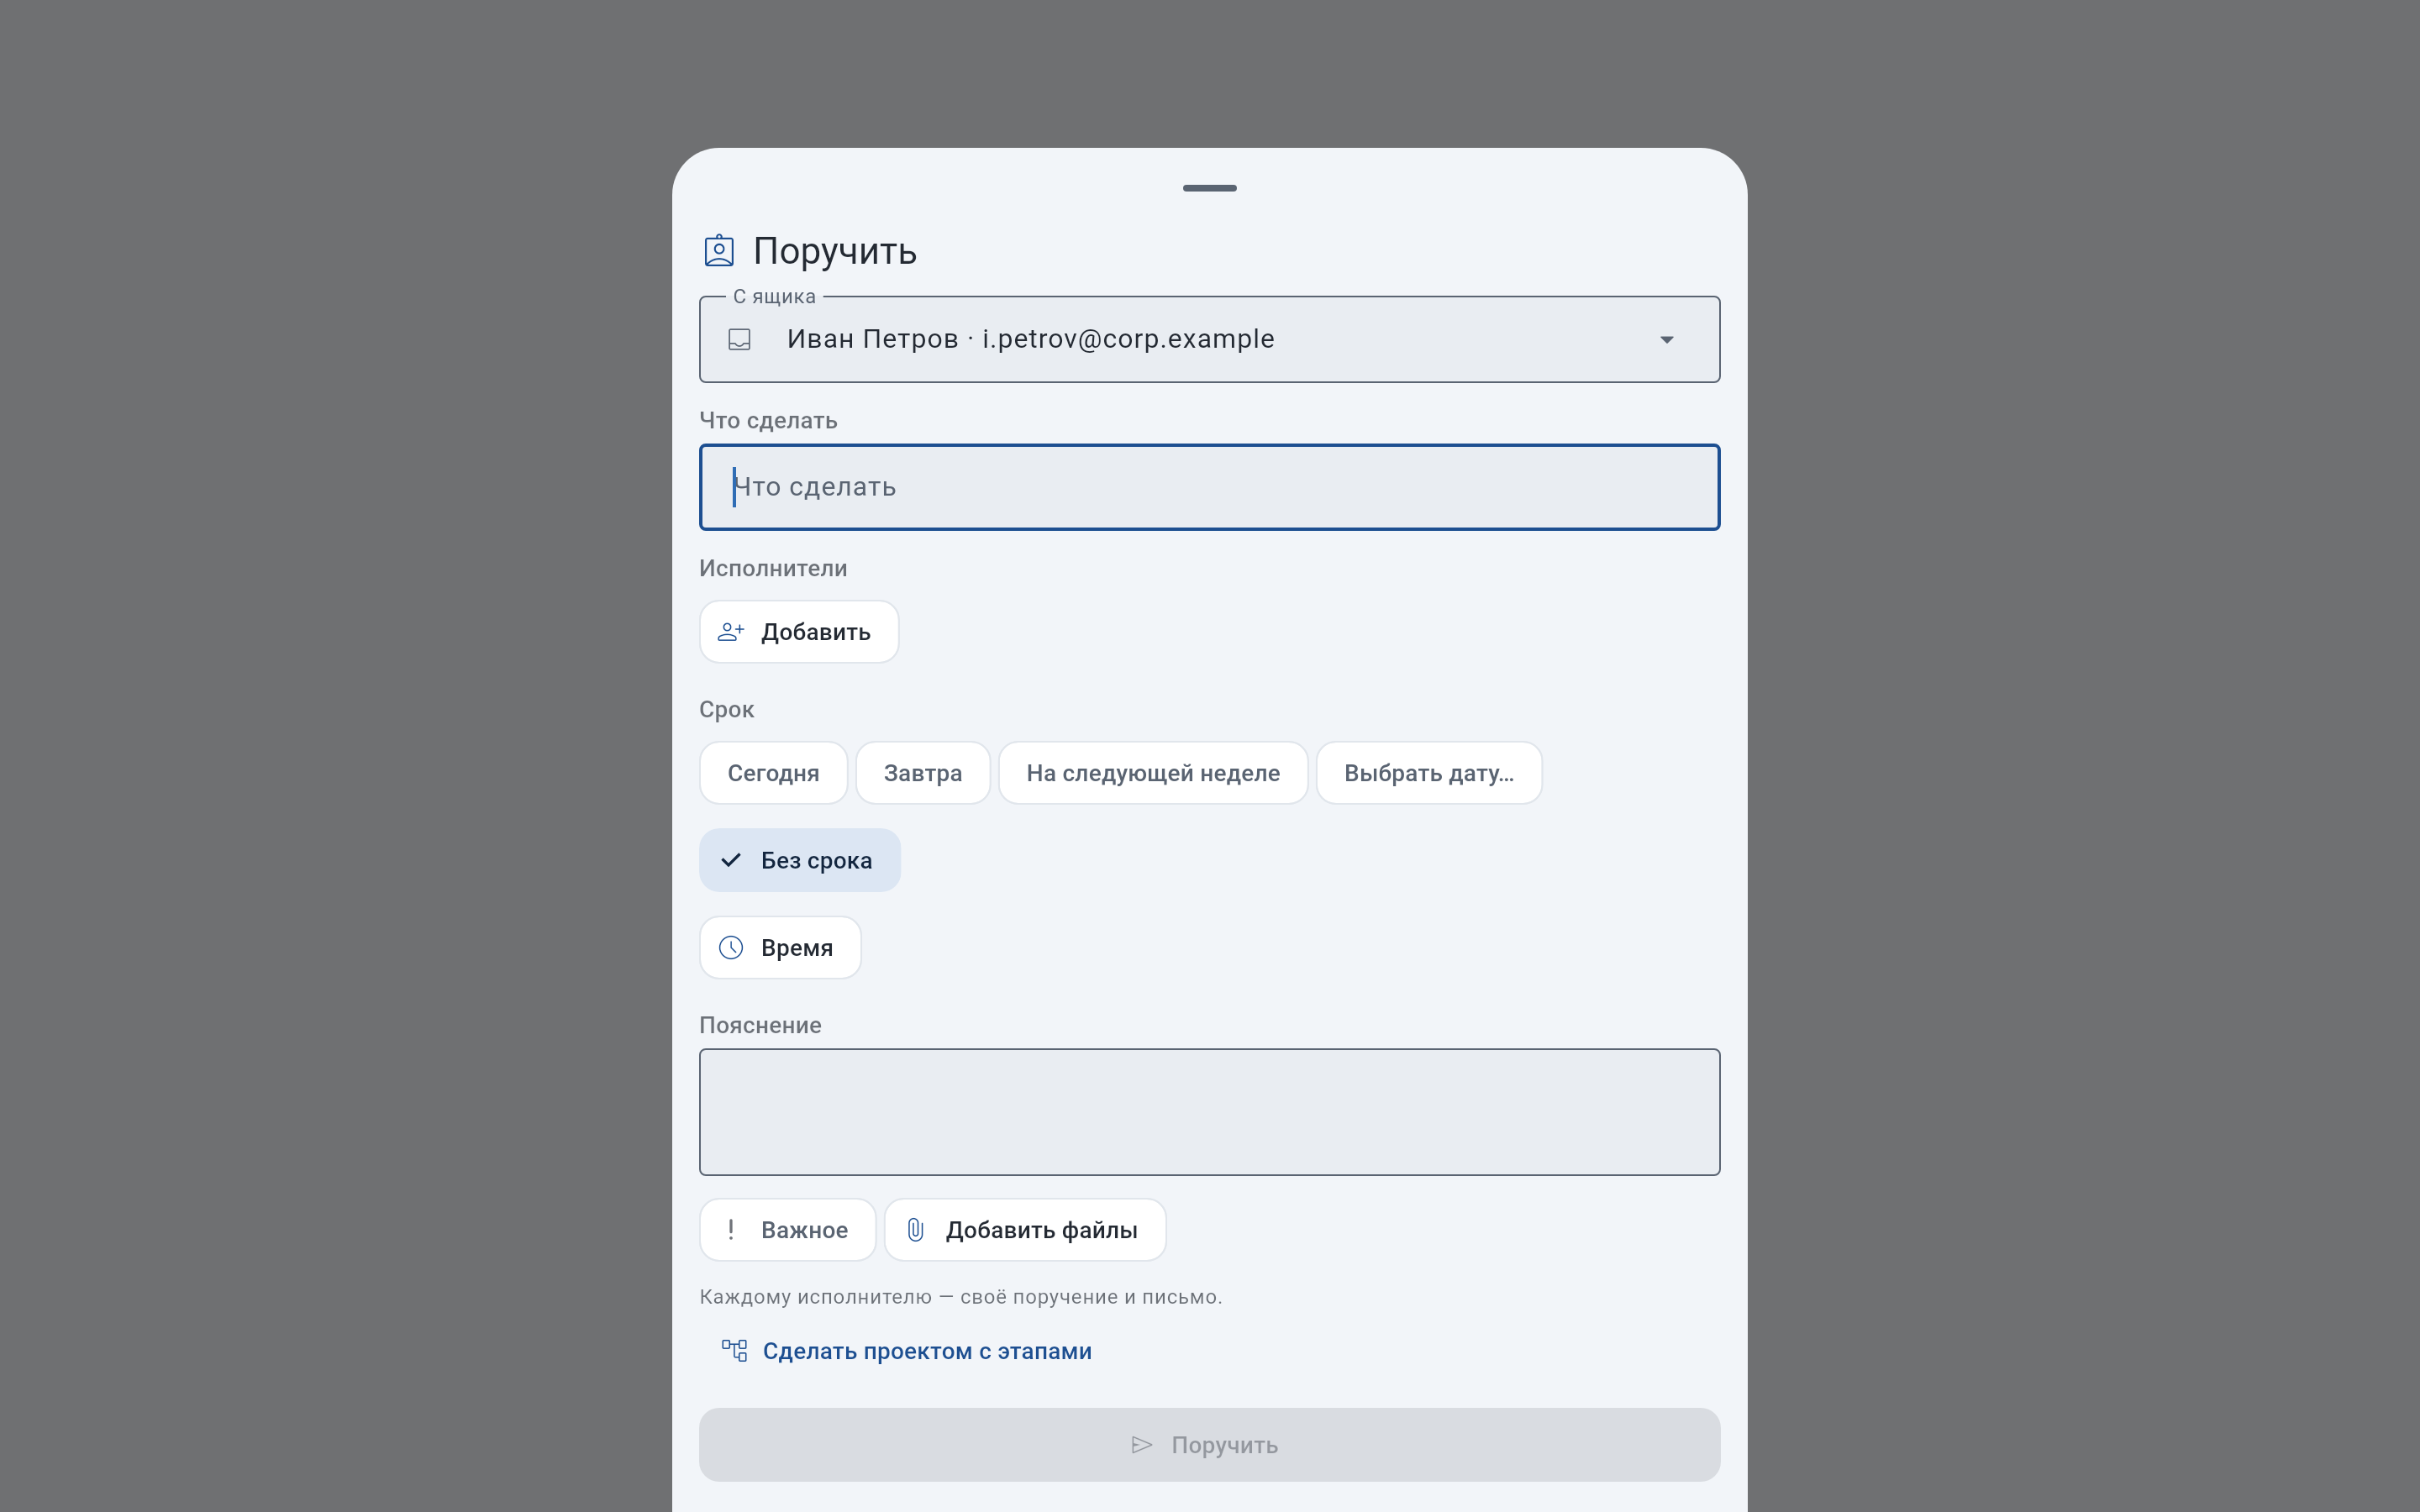 Поручить
С ящика
Иван Петров · i.petrov@corp.example
Что сделать
Что сделать
Исполнители
Добавить
Срок
Сегодня Завтра На следующей неделе Выбрать дату...
Без срока
Время
Пояснение
Важное Добавить файлы
Каждому исполнителю — своё поручение и письмо.
Сделать проектом с этапами
Поручить